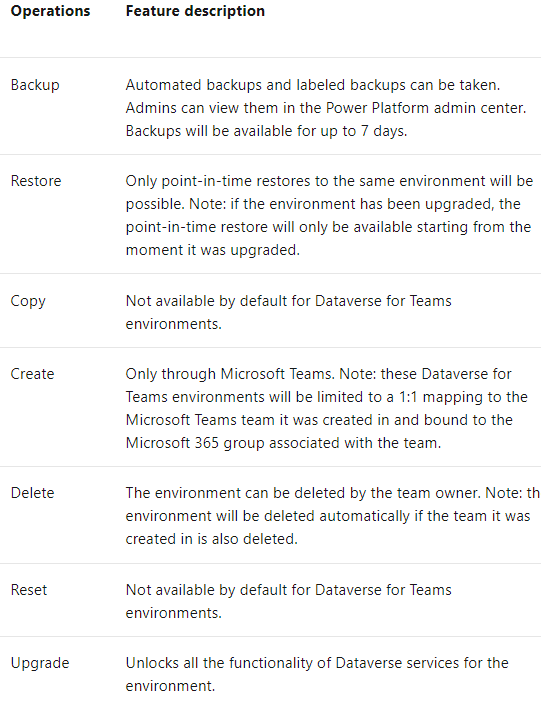 Operations Feature description
Backup Automated backups and labeled backups can be taken.
Admins can view them in the Power Platform admin center.
Backups will be available for up to 7 days.
Restore Only point-in-time restores to the same environment will be
possible. Note: if the environment has been upgraded, the
point-in-time restore will only be available starting from the
moment it was upgraded.
Copy Not available by default for Dataverse for Teams
environments.
Create Only through Microsoft Teams. Note: these Dataverse for
Teams environments will be limited to a 1:1 mapping to the
Microsoft Teams team it was created in and bound to the
Microsoft 365 group associated with the team.
Delete The environment can be deleted by the team owner. Note: th
environment will be deleted automatically if the team it was
created in is also deleted.
Reset Not available by default for Dataverse for Teams
environments.
Upgrade Unlocks all the functionality of Dataverse services for the
environment.